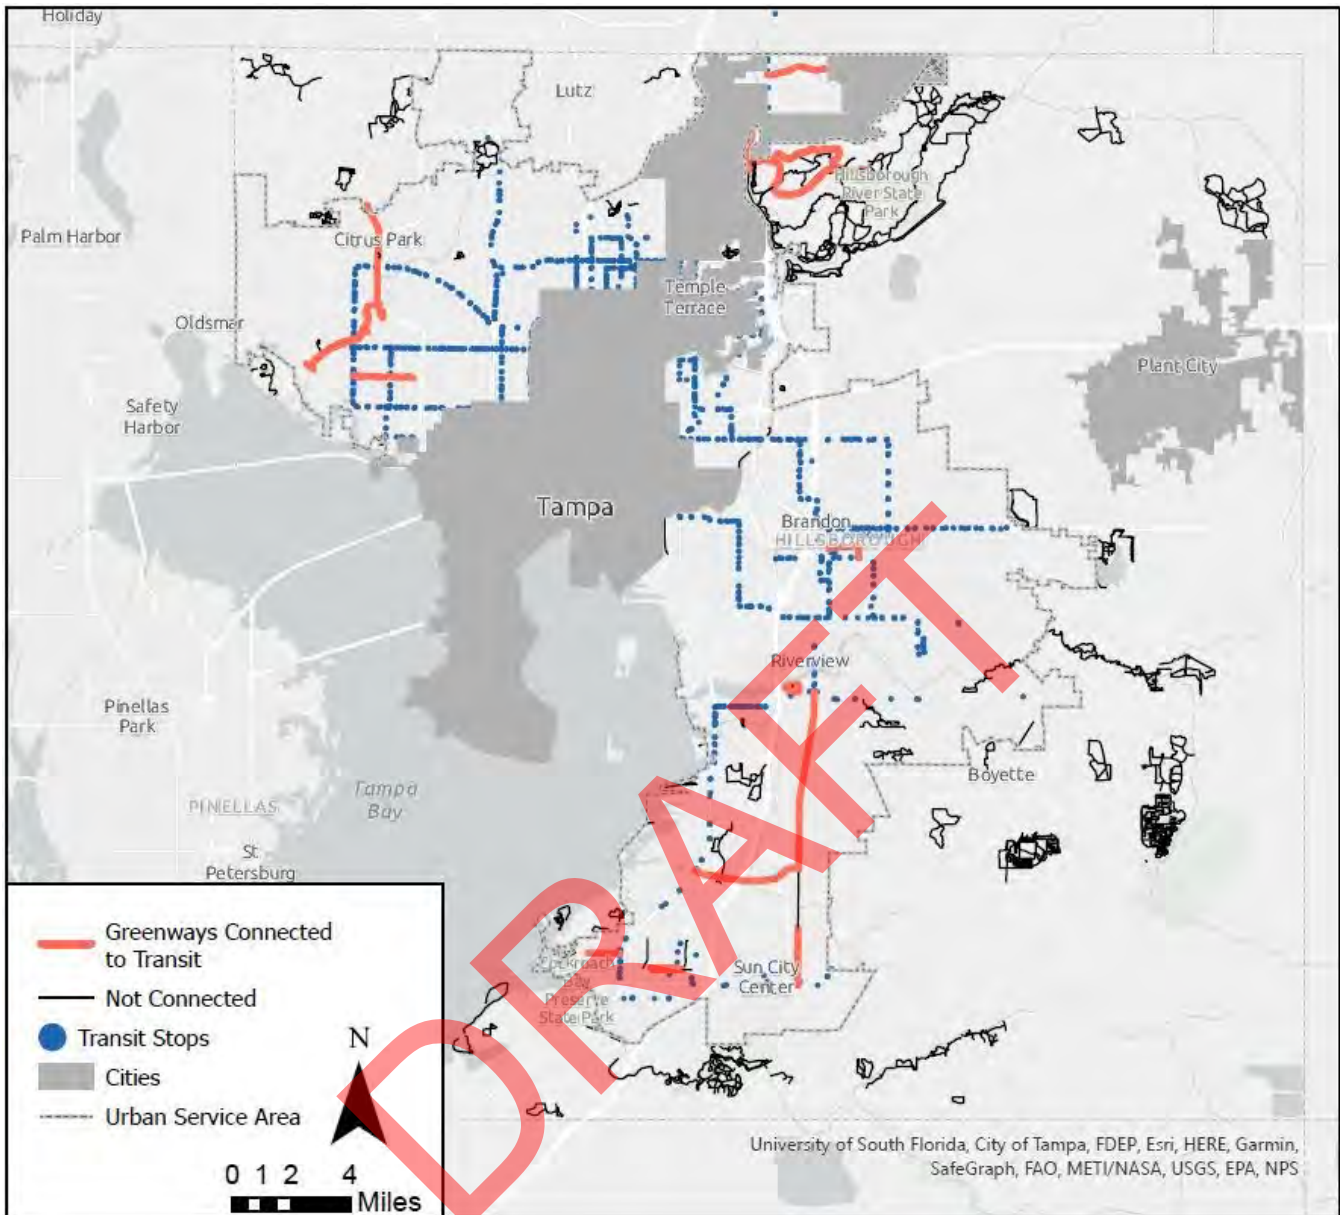 Holiday
Lutz
Hillsborough
River State
Park
Palm Harbor
Citrus Park
Temple
Terrace
Oldsmar
Plant City
Safety
Harbor
Tampa
Brandon
HILLSBOROUGH
Riverview
Pinellas
Park
Boyette
Tampa
Bay
PINELLAS
St
Petersburg
Sun City
Center
Cockroach
Bay
Preserve
State Park
DRAFT
Greenways Connected
to Transit
Not Connected
Transit Stops
Cities
Urban Service Area
N
0 1 2 4
Miles
University of South Florida, City of Tampa, FDEP, Esri, HERE, Garmin,
SafeGraph, FAO, METI/NASA, USGS, EPA, NPS